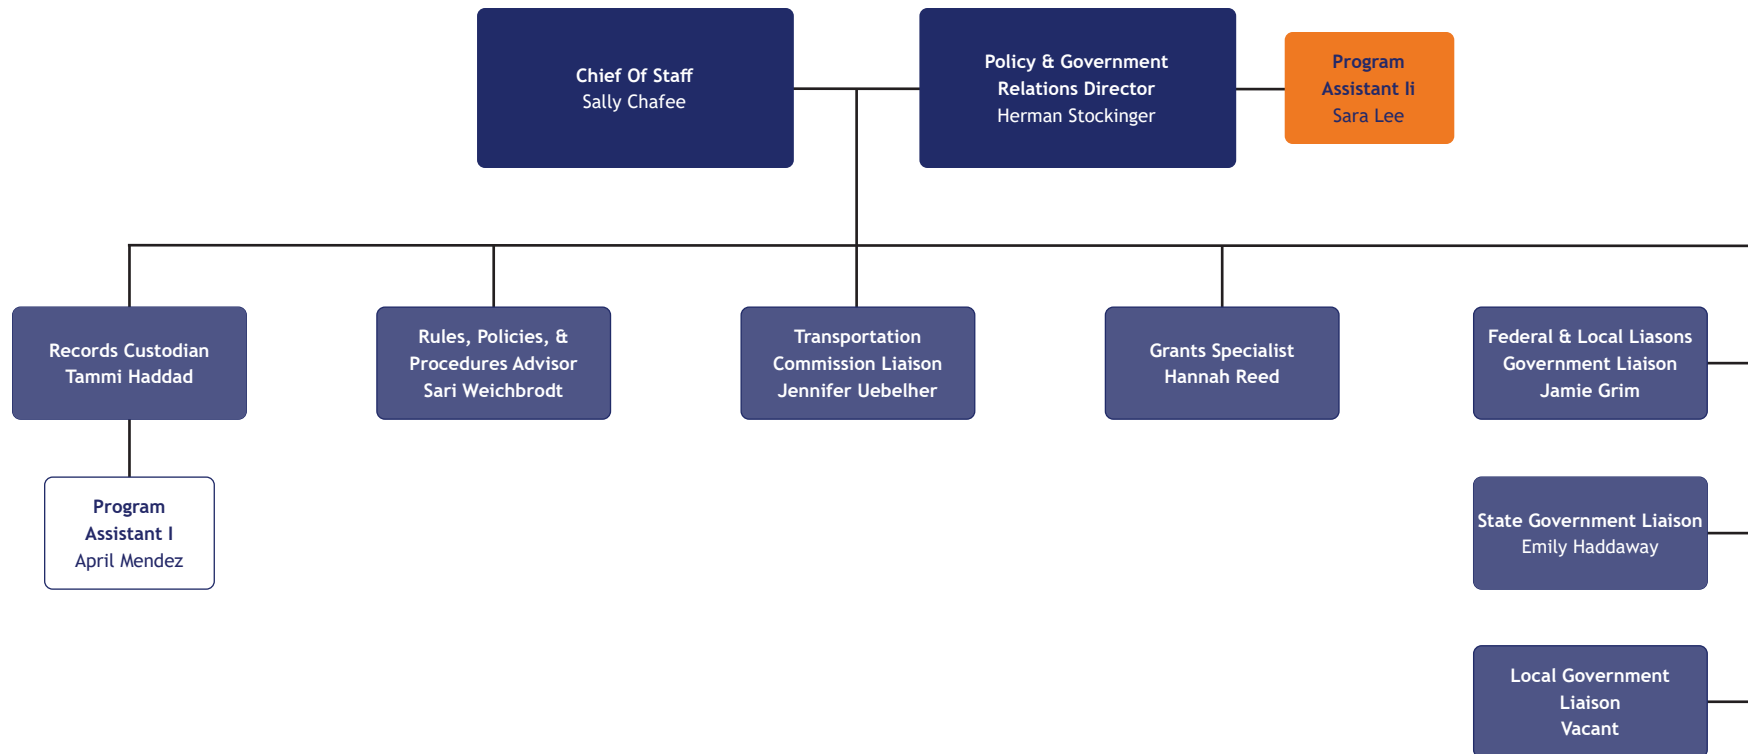 Chief Of Staff
Sally Chafee
Policy & Government
Relations Director
Herman Stockinger
Program
Assistant Ii
Sara Lee
Records Custodian
Tammi Haddad
Rules, Policies, &
Procedures Advisor
Sari Weichbrodt
Transportation
Commission Liaison
Jennifer Uebelher
Grants Specialist
Hannah Reed
Federal & Local Liasons
Government Liaison
Jamie Grim
Program
Assistant I
April Mendez
State Government Liaison
Emily Haddaway
Local Government
Liaison
Vacant